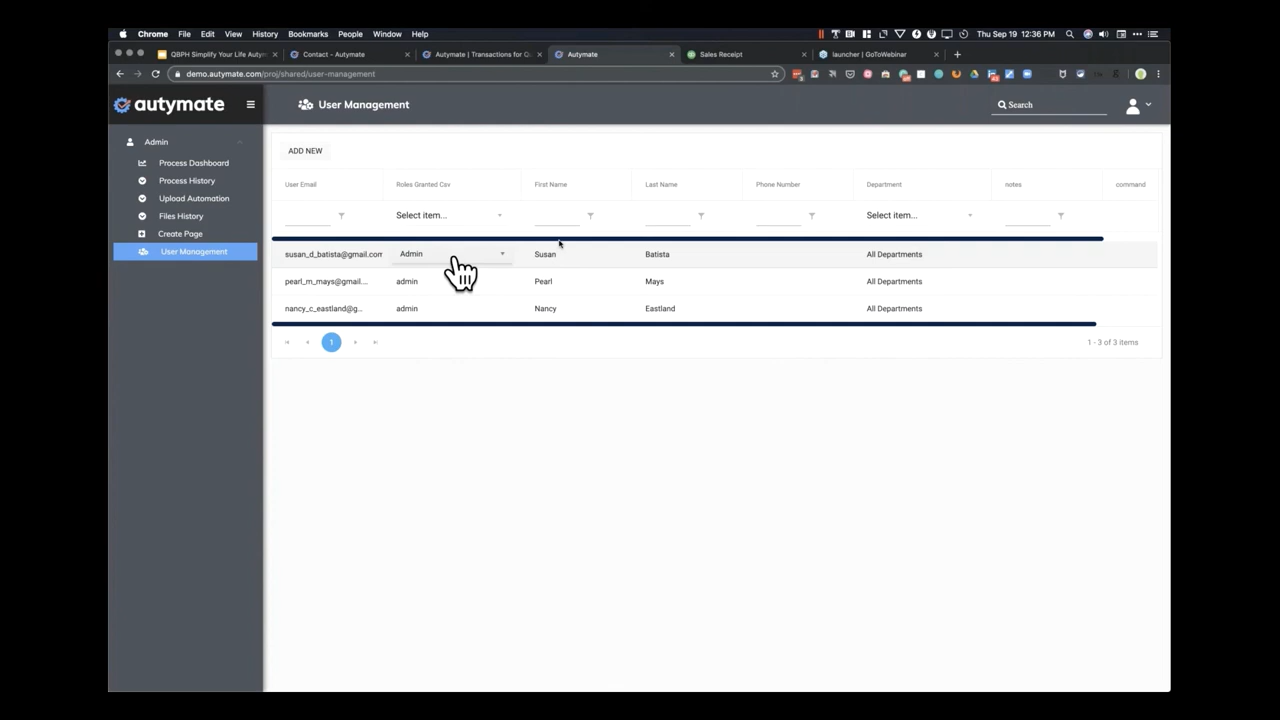 Chrome File Edit View History Bookmarks People Window Help Thu Sep 19 12:36 PM
QBPH Simplify Your Life Autym Contact - Autymate Autymate | Transactions for Qu Autymate Sales Receipt launcher | GoToWebinar
demo.autymate.com/proj/shared/user-management
autymate User Management Search
Admin
Process Dashboard
Process History
Upload Automation
Files History
Create Page
User Management
ADD NEW
User Email Roles Granted Csv First Name Last Name Phone Number Department notes command
Select item... Select item...
susan_d_batista@gmail.com Admin Susan Batista All Departments
pearl_m_mays@gmail... admin Pearl Mays All Departments
nancy_c_eastland@g... admin Nancy Eastland All Departments
1 1 - 3 of 3 items